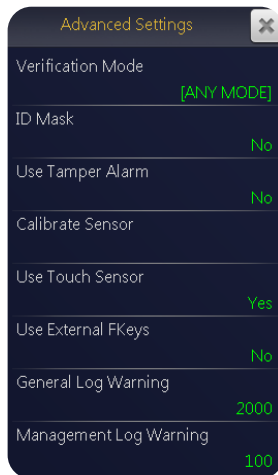 Advanced Settings
Verification Mode
[ANY MODE]
ID Mask
No
Use Tamper Alarm
No
Calibrate Sensor
Use Touch Sensor
Yes
Use External FKeys
No
General Log Warning
2000
Management Log Warning
100